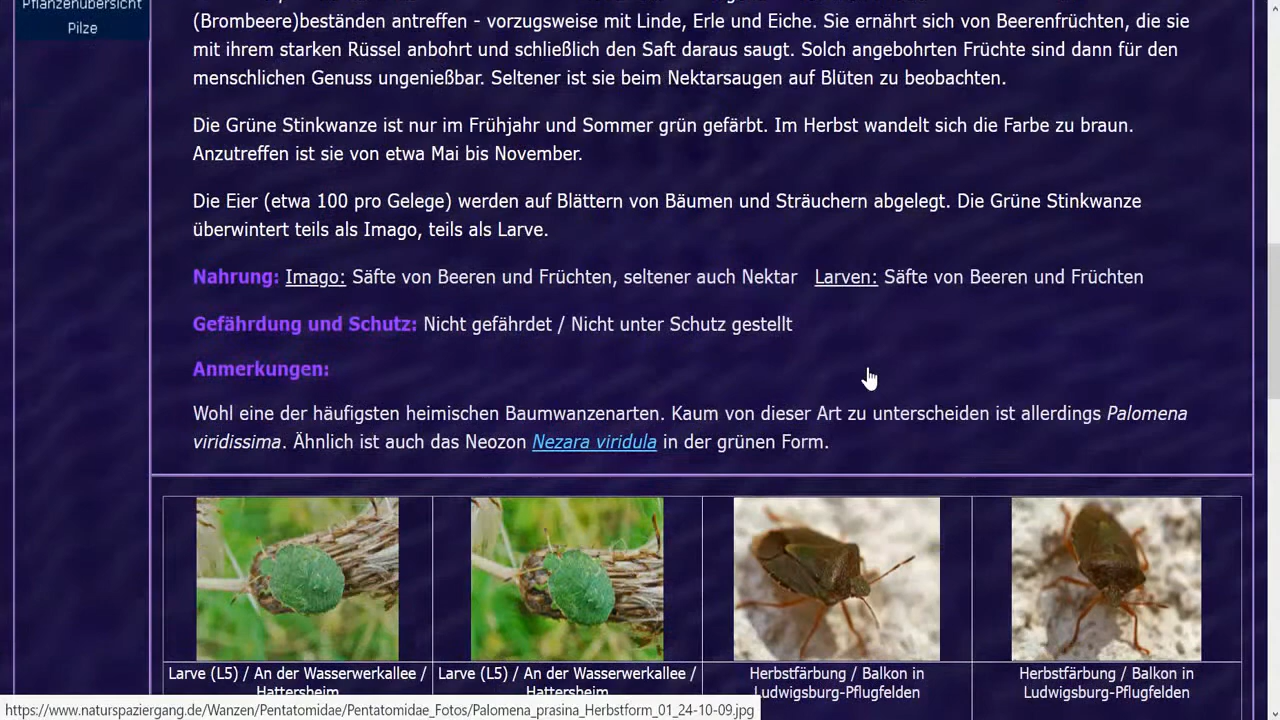 Pflanzenübersicht
Pilze
(Brombeere)beständen antreffen - vorzugsweise mit Linde, Erle und Eiche. Sie ernährt sich von Beerenfrüchten, die sie
mit ihrem starken Rüssel anbohrt und schließlich den Saft daraus saugt. Solch angebohrten Früchte sind dann für den
menschlichen Genuss ungenießbar. Seltener ist sie beim Nektarsaugen auf Blüten zu beobachten.
Die Grüne Stinkwanze ist nur im Frühjahr und Sommer grün gefärbt. Im Herbst wandelt sich die Farbe zu braun.
Anzutreffen ist sie von etwa Mai bis November.
Die Eier (etwa 100 pro Gelege) werden auf Blättern von Bäumen und Sträuchern abgelegt. Die Grüne Stinkwanze
überwintert teils als Imago, teils als Larve.
Nahrung: Imago: Säfte von Beeren und Früchten, seltener auch Nektar Larven: Säfte von Beeren und Früchten
Gefährdung und Schutz: Nicht gefährdet / Nicht unter Schutz gestellt
Anmerkungen:
Wohl eine der häufigsten heimischen Baumwanzenarten. Kaum von dieser Art zu unterscheiden ist allerdings Palomena
viridissima. Ähnlich ist auch das Neozon Nezara viridula in der grünen Form.
Larve (L5) / An der Wasserwerkallee /
Hattersheim
Larve (L5) / An der Wasserwerkallee /
Hattersheim
Herbstfärbung / Balkon in
Ludwigsburg-Pflugfelden
Herbstfärbung / Balkon in
Ludwigsburg-Pflugfelden
https://www.naturspaziergang.de/Wanzen/Pentatomidae/Pentatomidae_Fotos/Palomena_prasina_Herbstform_01_24-10-09.jpg